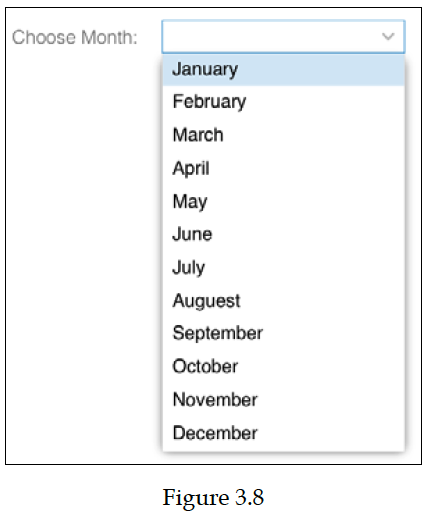 Choose Month:
January
February
March
April
May
June
July
Auguest
September
October
November
December
Figure 3.8